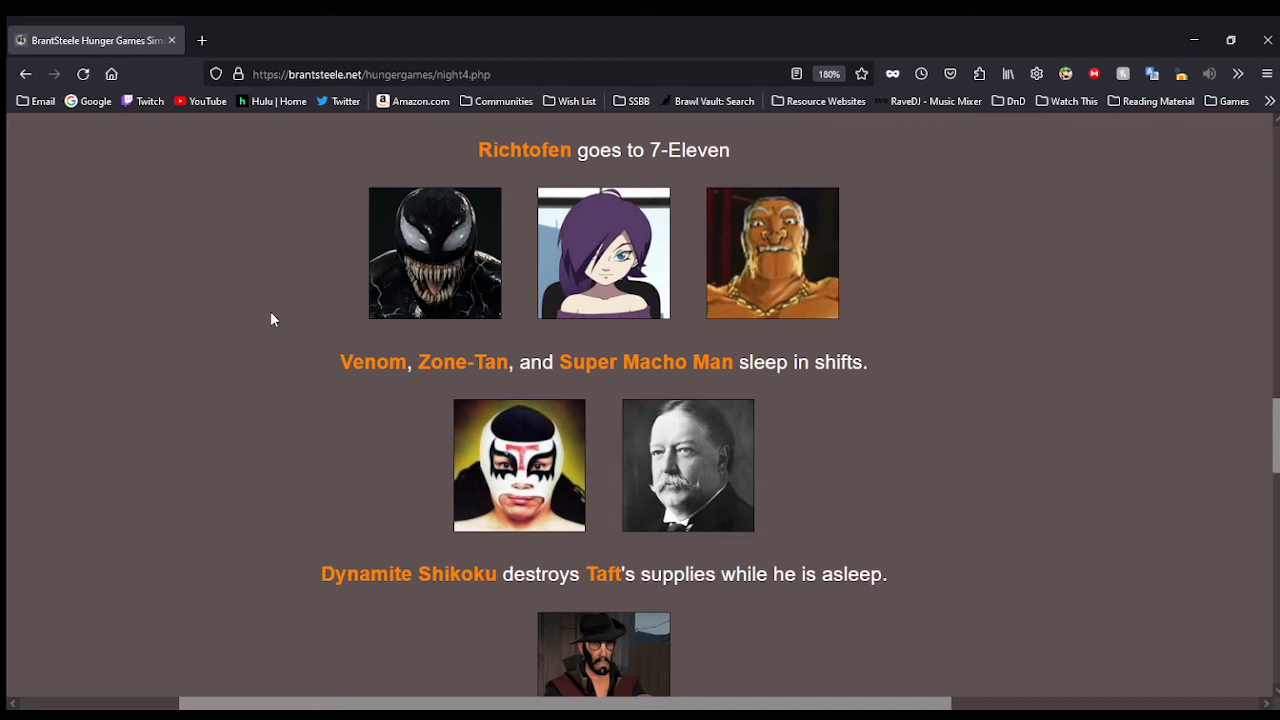 BrantSteele Hunger Games Sim
https://brantsteele.net/hungergames/night4.php
180%
Email
Google
Twitch
YouTube
Hulu | Home
Twitter
Amazon.com
Communities
Wish List
SSBB
Brawl Vault: Search
Resource Websites
RaveDJ - Music Mixer
DnD
Watch This
Reading Material
Games
Richtofen goes to 7-Eleven
Venom, Zone-Tan, and Super Macho Man sleep in shifts.
Dynamite Shikoku destroys Taft's supplies while he is asleep.